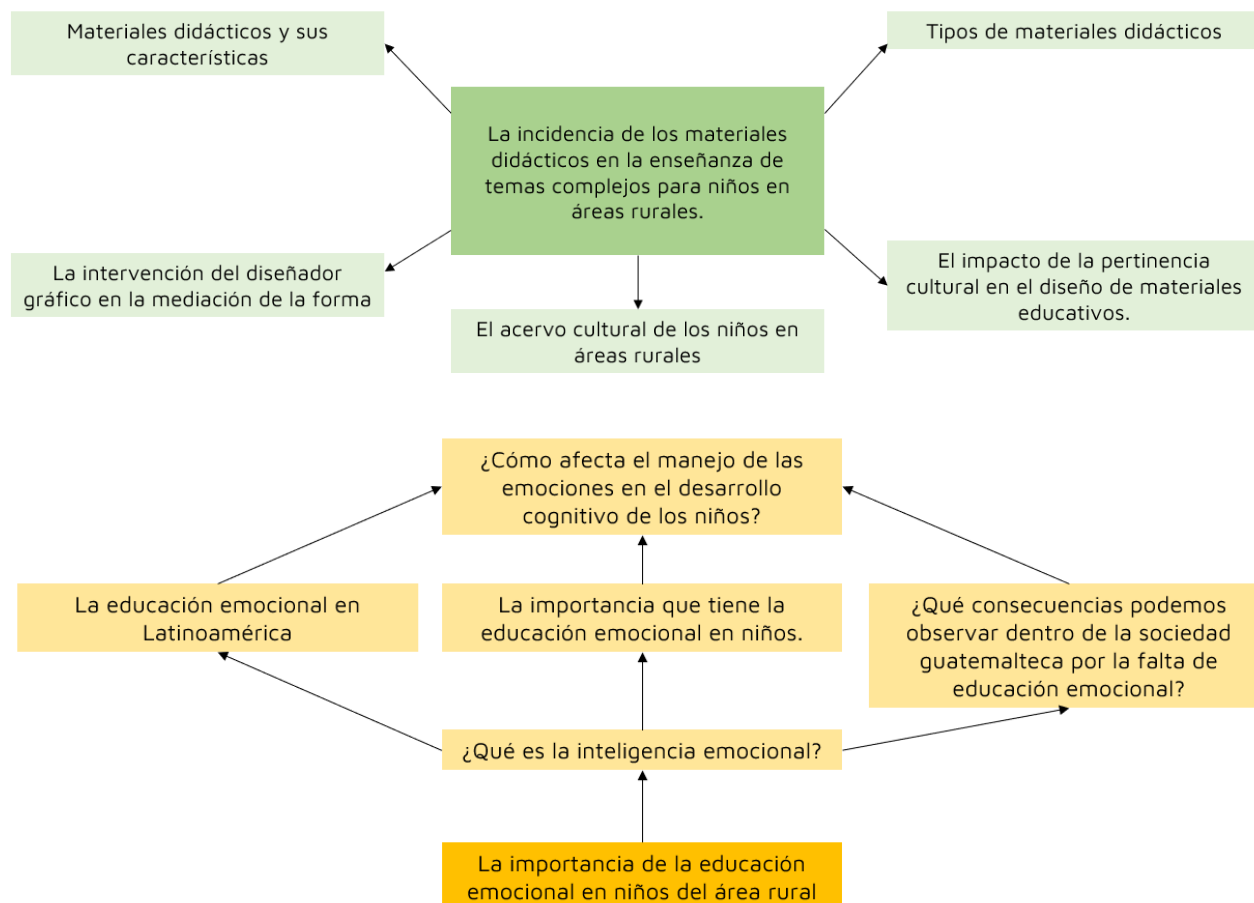 Materiales didácticos y sus
características
Tipos de materiales didácticos
La incidencia de los materiales
didácticos en la enseñanza de
temas complejos para niños en
áreas rurales.
La intervención del diseñador
gráfico en la mediación de la forma
El acervo cultural de los niños en
áreas rurales
El impacto de la pertinencia
cultural en el diseño de materiales
educativos.
¿Cómo afecta el manejo de las
emociones en el desarrollo
cognitivo de los niños?
La educación emocional en
Latinoamérica
La importancia que tiene la
educación emocional en niños.
¿Qué consecuencias podemos
observar dentro de la sociedad
guatemalteca por la falta de
educación emocional?
¿Qué es la inteligencia emocional?
La importancia de la educación
emocional en niños del área rural